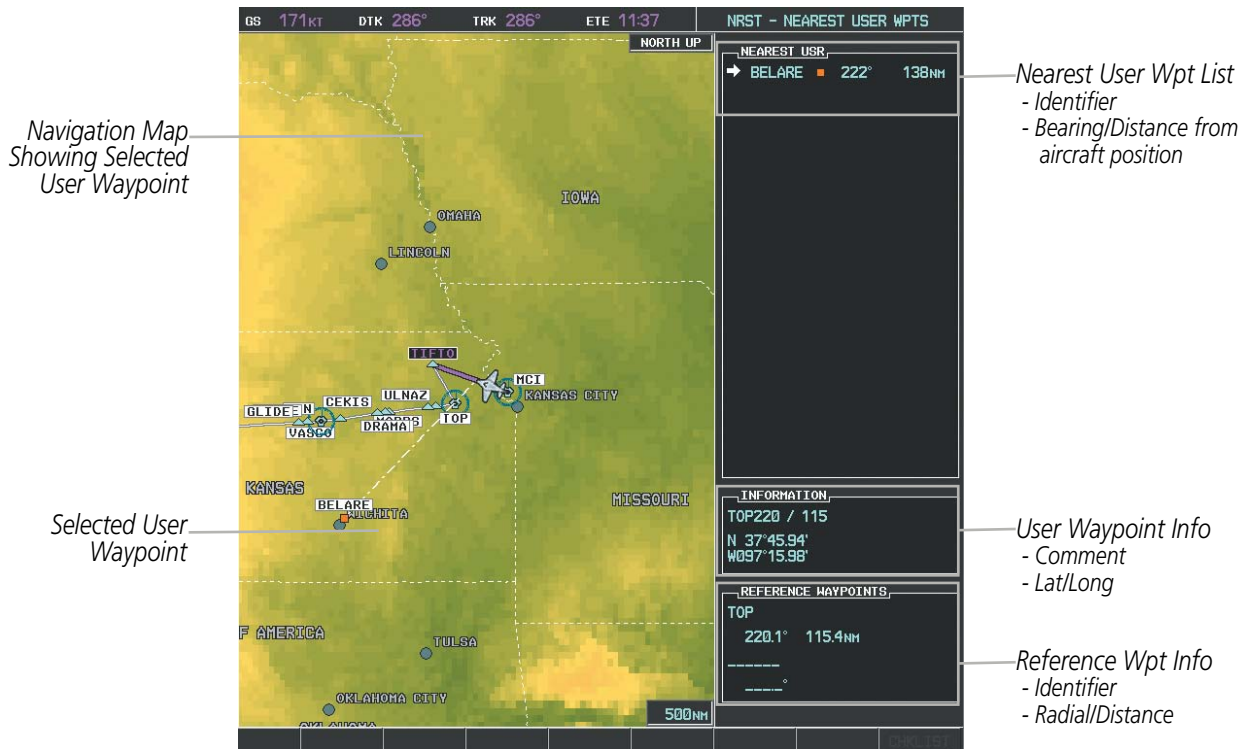 GS 171KT DTK 286° TRK 286° ETE 11:37 NRST - NEAREST USER WPTS
NORTH UP
NEAREST USR
BELARE 222° 138NM
Nearest User Wpt List
- Identifier
- Bearing/Distance from
aircraft position
Navigation Map
Showing Selected
User Waypoint
IOWA
OMAHA
LINCOLN
TIFTO
MCI
KANSAS CITY
ULNAZ
CEKIS
GLIDE
TOP
DRAMA
VASCO
KANSAS
MISSOURI
BELARE
WICHITA
Selected User
Waypoint
INFORMATION
TOP220 / 115
N 37°45.94'
W097°15.98'
User Waypoint Info
- Comment
- Lat/Long
REFERENCE WAYPOINTS
TOP
220.1° 115.4NM
______
____._°
Reference Wpt Info
- Identifier
- Radial/Distance
F AMERICA
TULSA
OKLAHOMA CITY
OKLAHOMA
500NM
CHKLIST